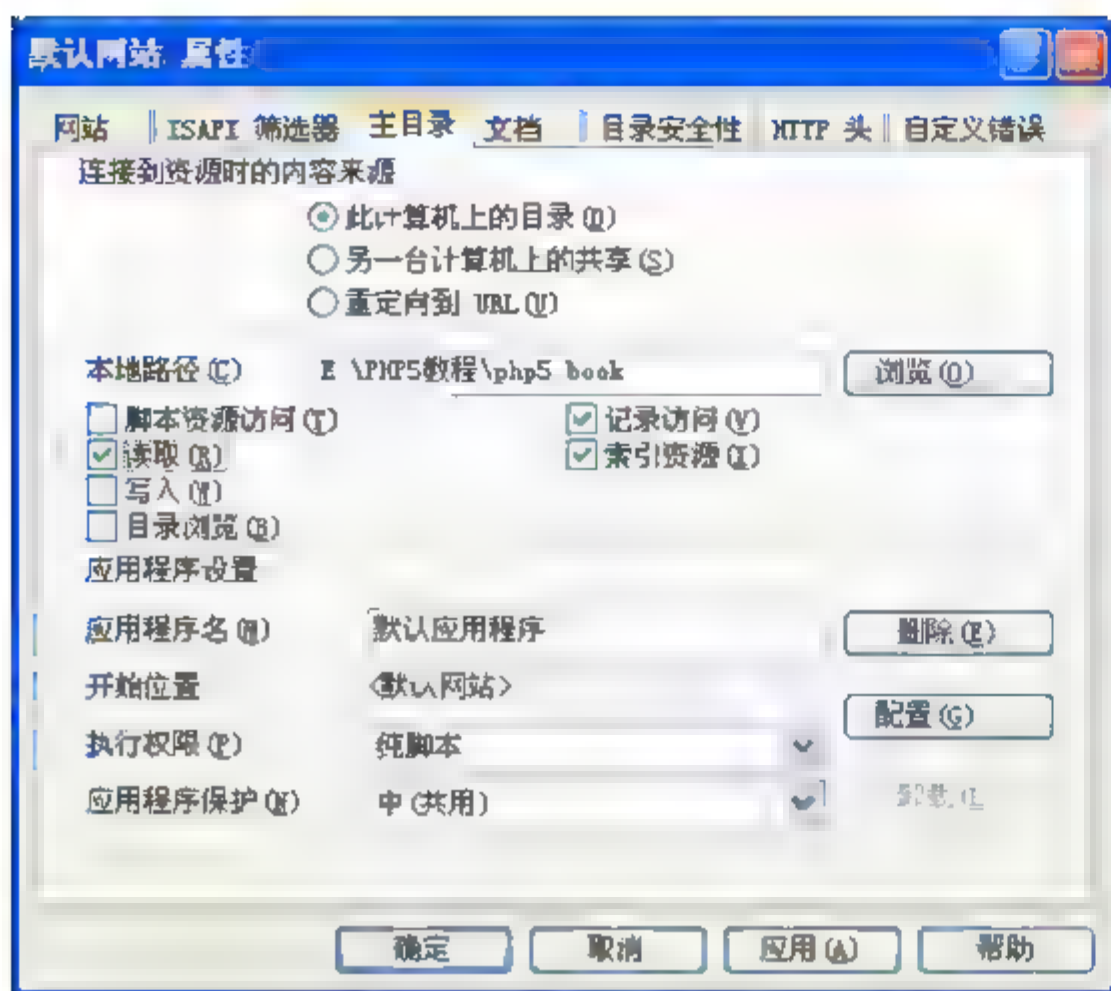 默认网站 属性
网站 ISAPI 筛选器 主目录 文档 目录安全性 HTTP 头 自定义错误
连接到资源时的内容来源
此计算机上的目录(D)
另一台计算机上的共享(S)
重定向到 URL(U)
本地路径(C) E \PHP5教程\php5 book 浏览(O)
脚本资源访问(T) 记录访问(V)
读取(R) 索引资源(I)
写入(W)
目录浏览(B)
应用程序设置
应用程序名(M) 默认应用程序 删除(E)
开始位置 <默认网站>
配置(G)
执行权限(P) 纯脚本
应用程序保护(N) 中(共用) 卸载(L
确定 取消 应用(A) 帮助